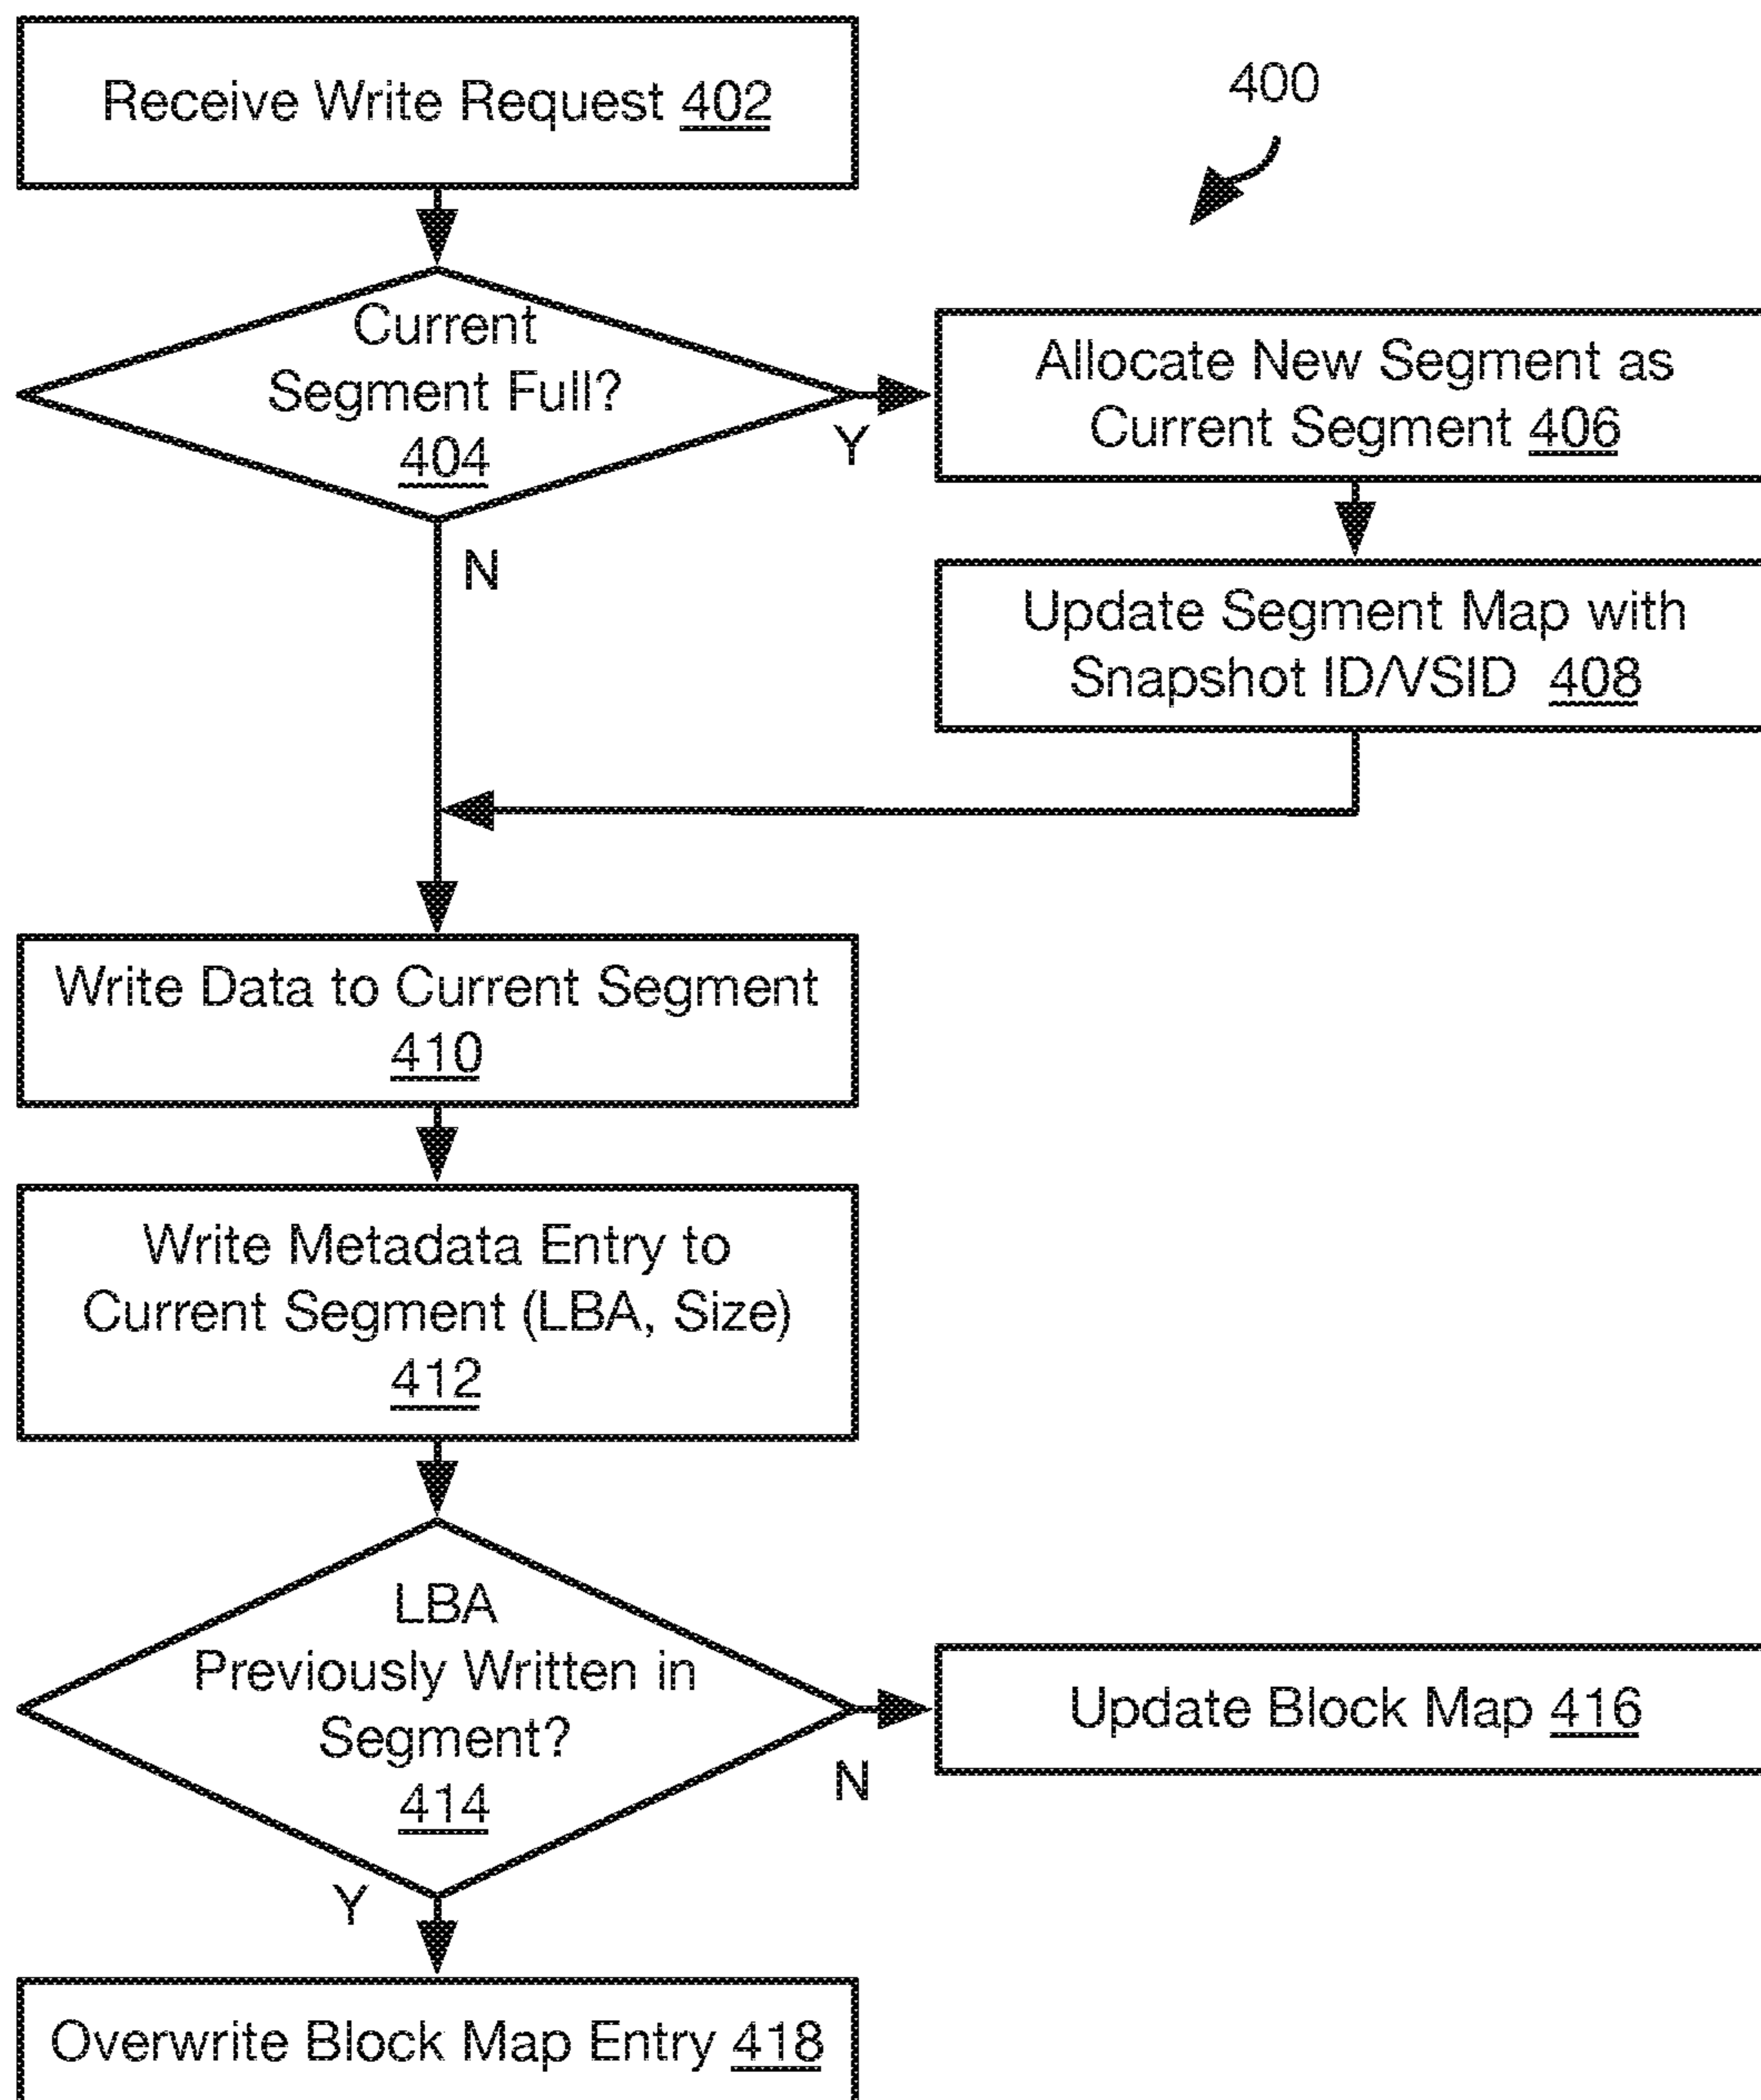 Receive Write Request 402
400
Current
Segment Full?
404
Y
N
Allocate New Segment as
Current Segment 406
Update Segment Map with
Snapshot ID/VSID 408
Write Data to Current Segment
410
Write Metadata Entry to
Current Segment (LBA, Size)
412
LBA
Previously Written in
Segment?
414
N
Y
Update Block Map 416
Overwrite Block Map Entry 418